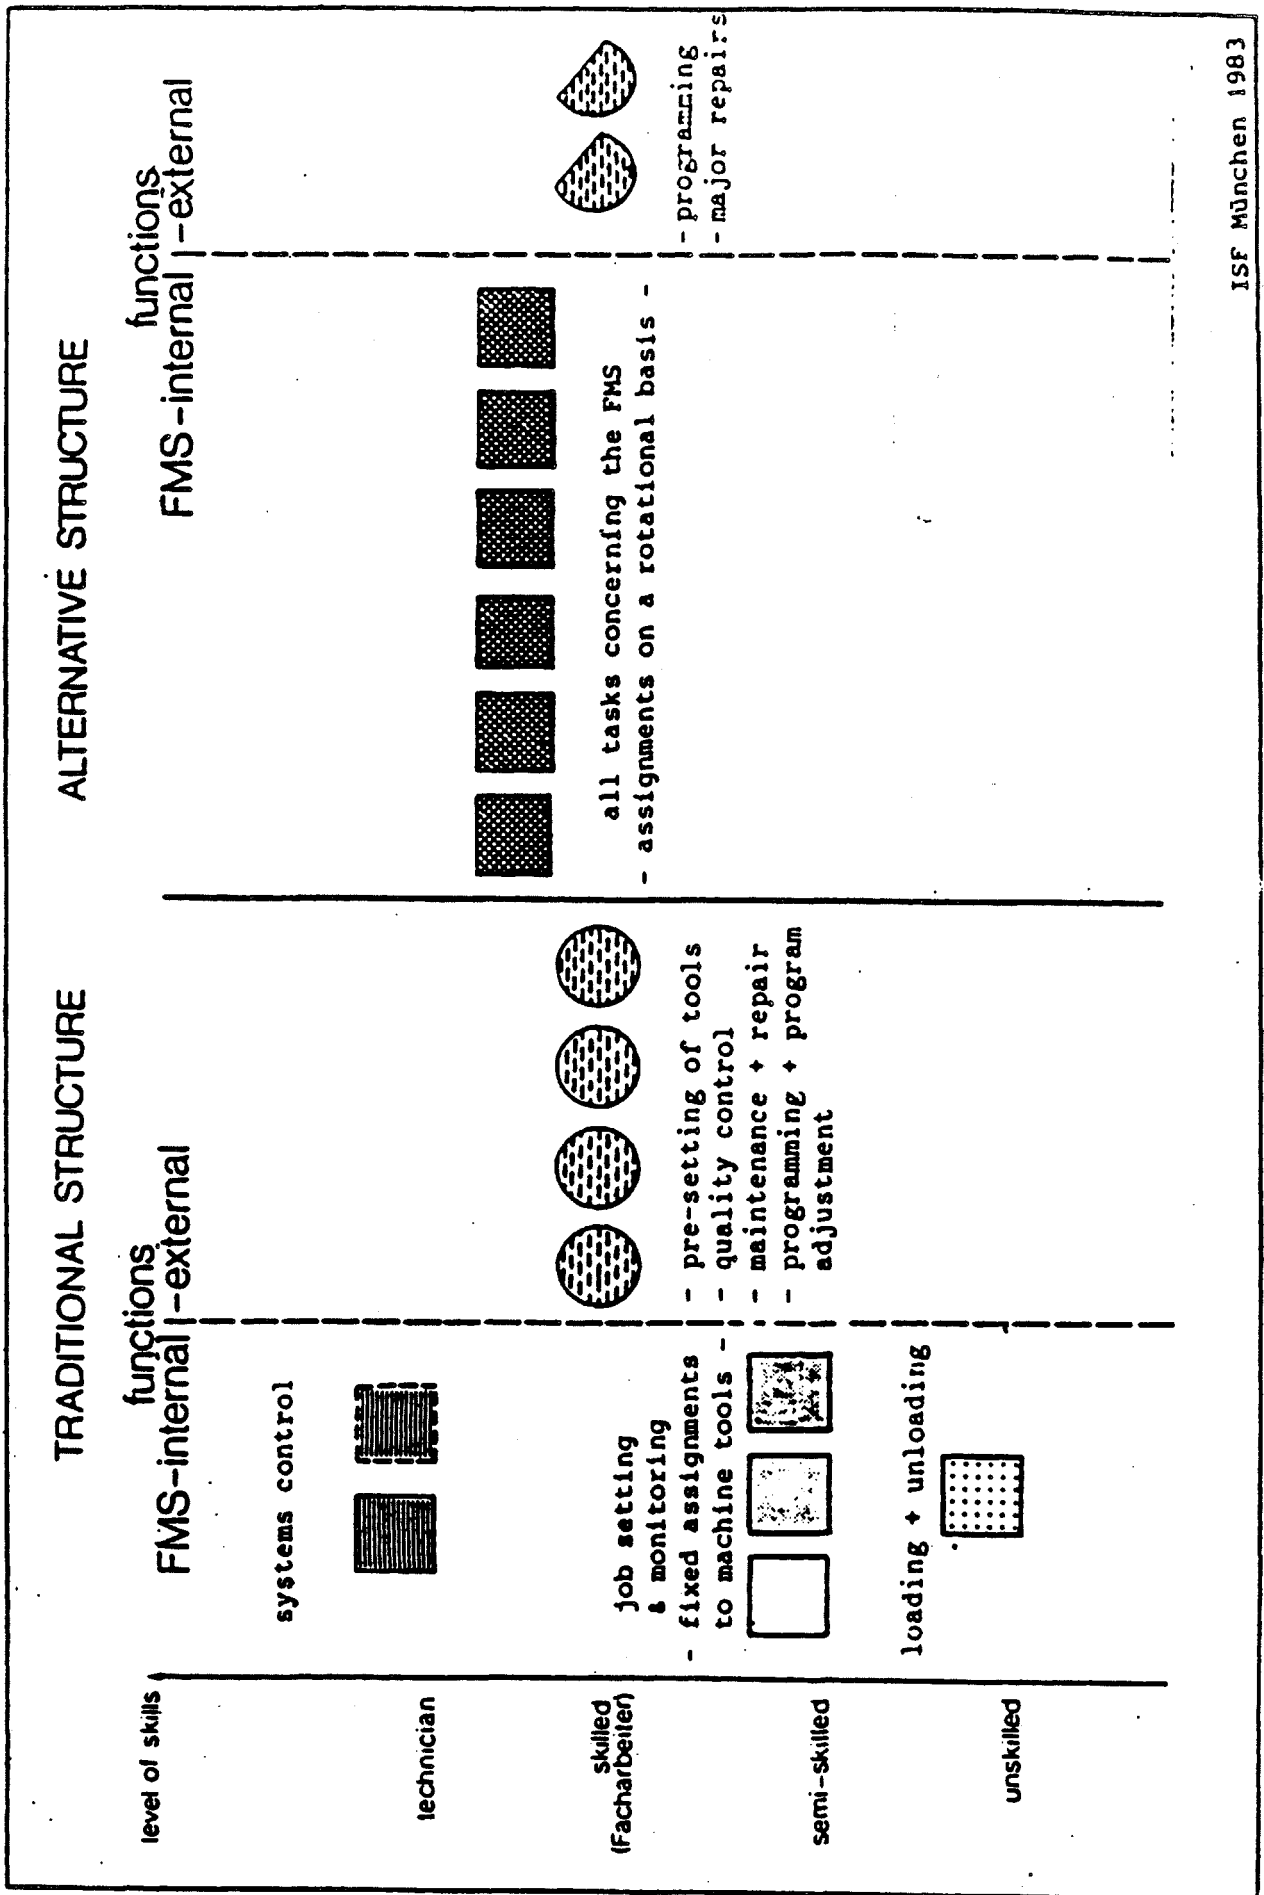 TRADITIONAL STRUCTURE
ALTERNATIVE STRUCTURE
functions
FMS-internal -external
functions
FMS-internal -external
level of skills
technician
skilled
(Facharbeiter)
semi-skilled
unskilled
systems control
job setting
& monitoring
- fixed assignments
to machine tools -
loading + unloading
- pre-setting of tools
- quality control
- maintenance + repair
- programming + program
adjustment
all tasks concerning the FMS
- assignments on a rotational basis -
- programming
- major repairs
ISF München 1983